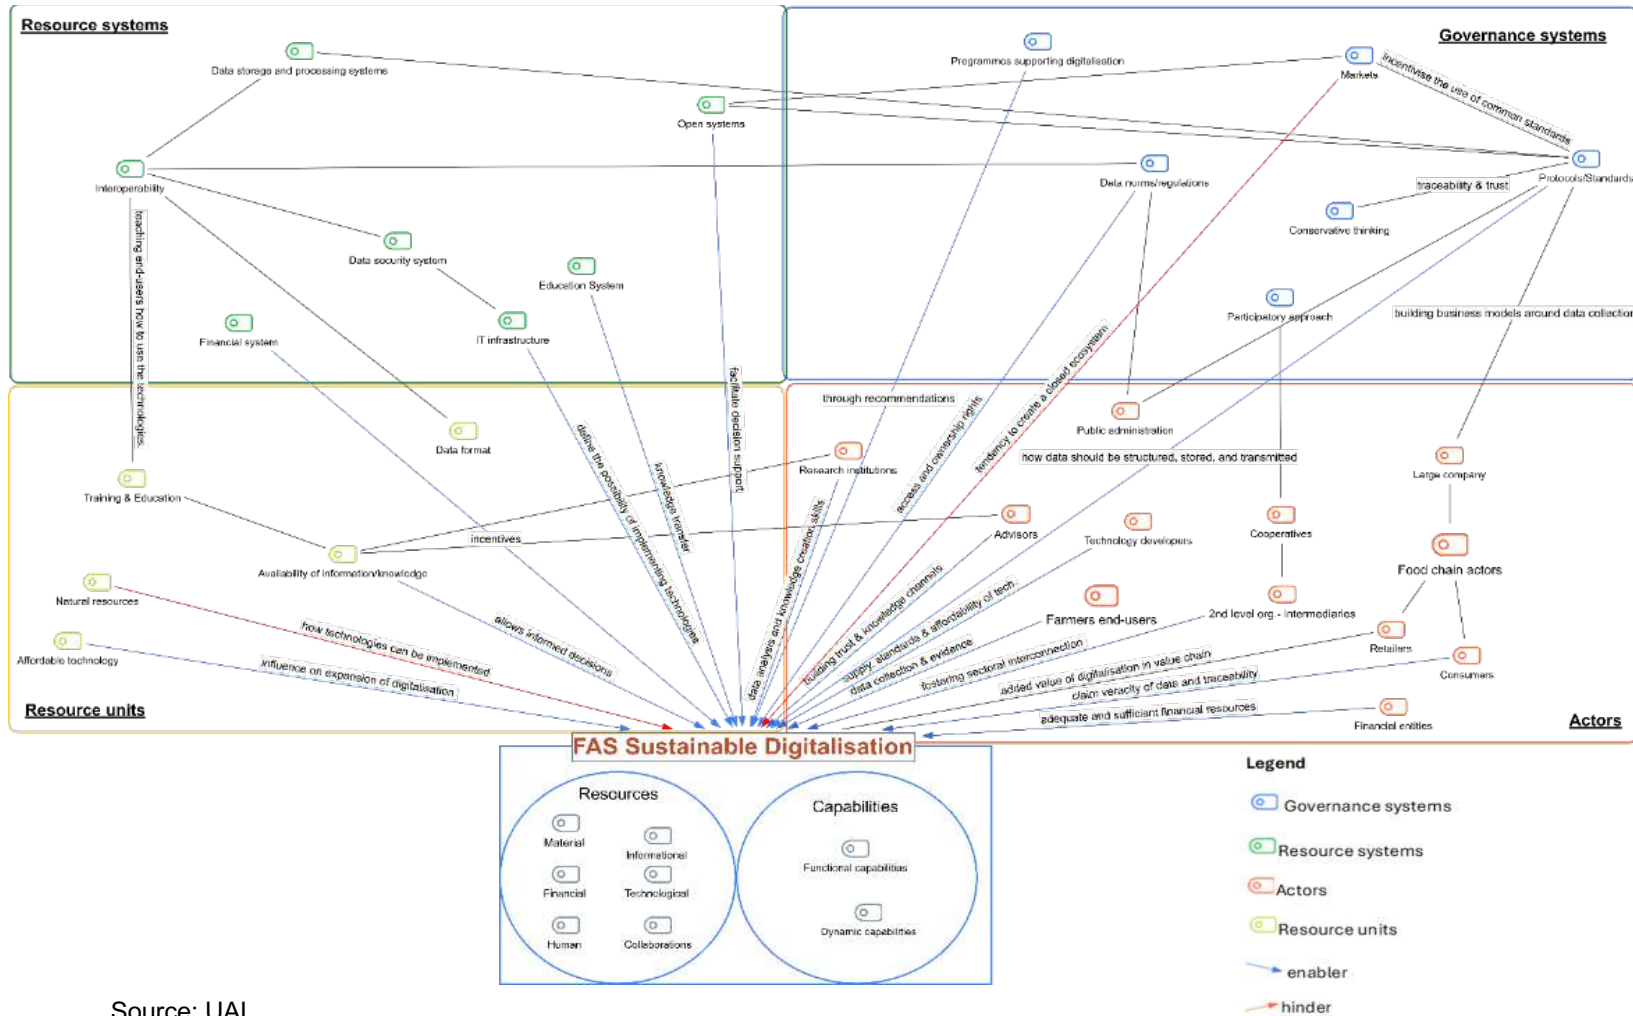 Resource systems
Data storage and processing systems
Open systems
Interoperability
Data security system
Education System
Financial system
IT infrastructure
Governance systems
Programmes supporting digitalisation
Markets
incentivise the use of common standards
Data norms/regulations
Protocols/Standards
traceability & trust
Conservative thinking
Participatory approach
building business models around data collection
teaching end-users how to use the technologies.
Resource units
Data format
Training & Education
Availability of information/knowledge
Natural resources
Affordable technology
incentives
define the possibility of implementing technologies
knowledge transfer
facilitate decision support
allows informed decisions
how technologies can be implemented
influence on expansion of digitalisation
Actors
through recommendations
access and ownership rights
tendency to create a closed ecosystem
Public administration
how data should be structured, stored, and transmitted
Research institutions
Large company
Advisors
Technology developers
Cooperatives
Food chain actors
Farmers end-users
2nd level org.- intermediaries
Retailers
Consumers
Financial entities
data analysis and knowledge creation skills
building trust & knowledge channels
supply, standards & affordability of tech..
data collection & evidence
fostering sectoral interconnection
added value of digitalisation in value chain
claim veracity of data and traceability
adequate and sufficient financial resources
FAS Sustainable Digitalisation
Resources
Material
Informational
Financial
Technological
Human
Collaborations
Capabilities
Functional capabilities
Dynamic capabilities
Legend
Governance systems
Resource systems
Actors
Resource units
enabler
hinder
Source: